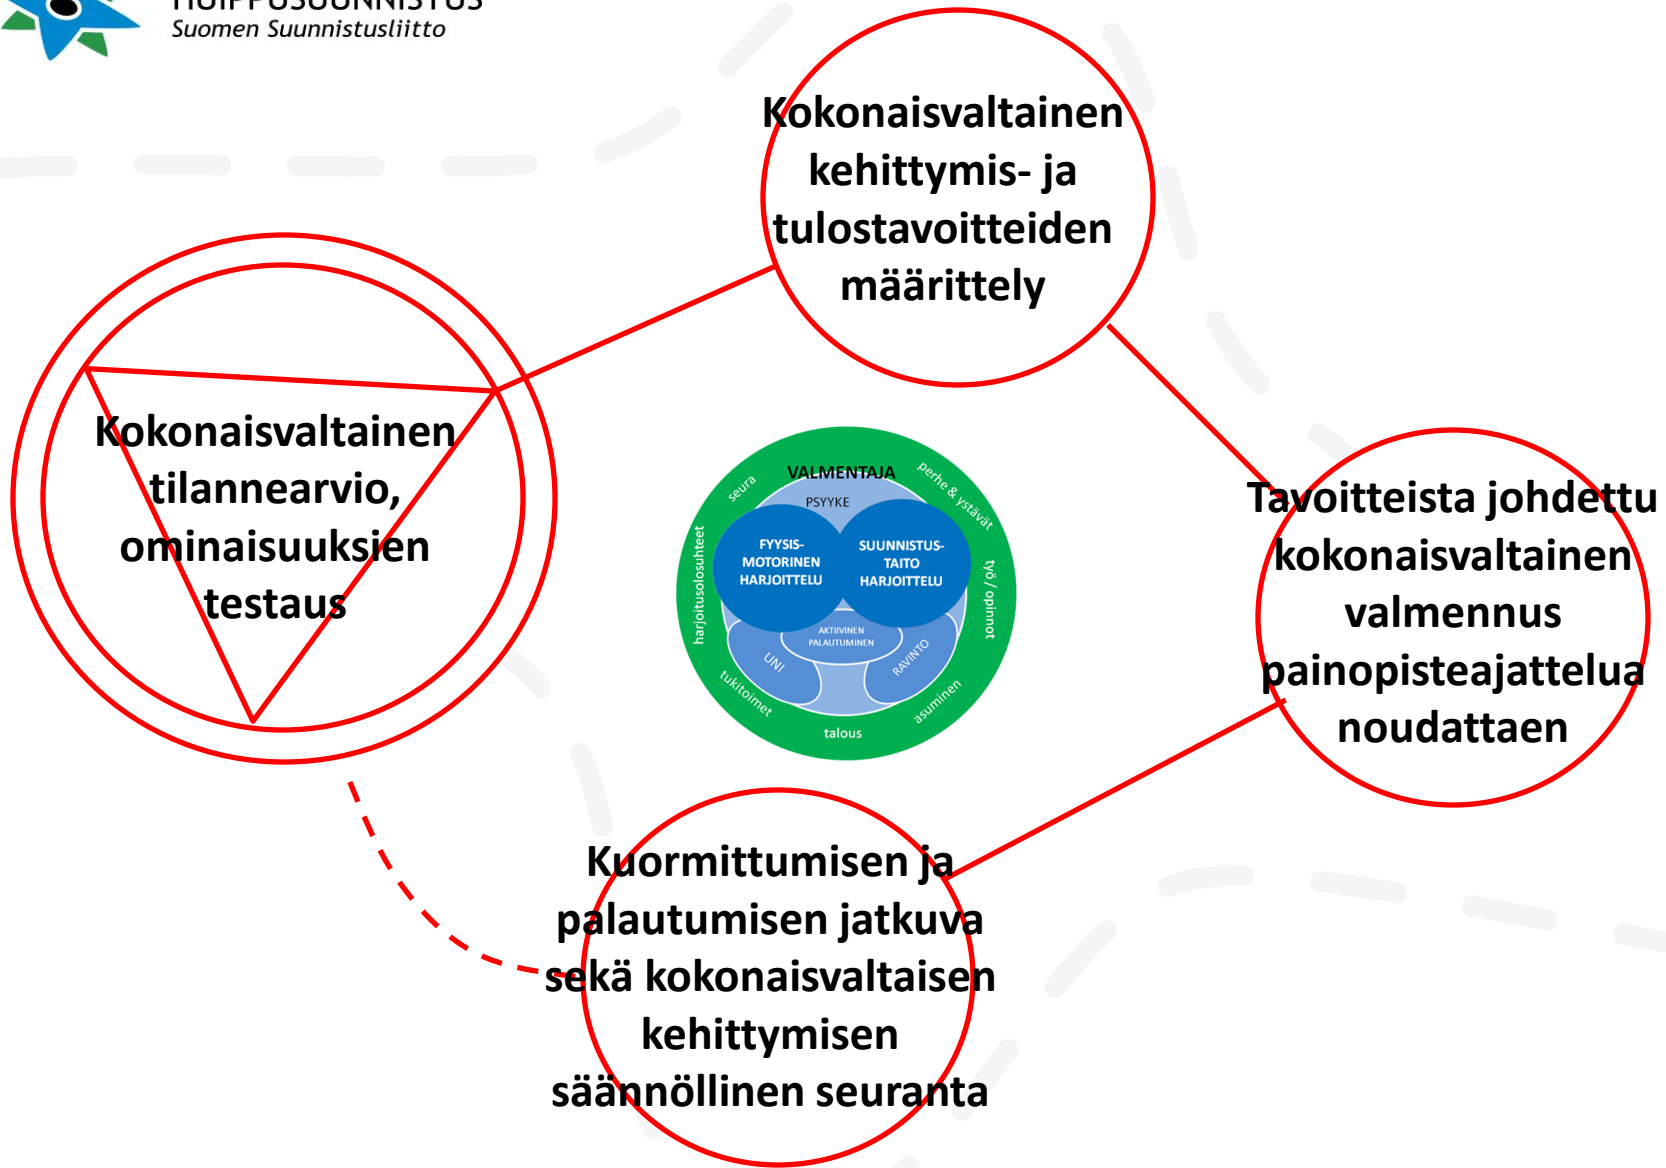 HUIPPUSUUNNISTUS
Suomen Suunnistusliitto
Kokonaisvaltainen
kehittymis- ja
tulostavoitteiden
määrittely
Kokonaisvaltainen
tilannearvio,
ominaisuuksien
testaus
Tavoitteista johdettu
kokonaisvaltainen
valmennus
painopisteajattelua
noudattaen
VALMENTAJA
PSYYKE
seura
perhe & ystävät
harjoitusolosuhteet
työ / opinnot
FYYSIS-
MOTORINEN
HARJOITTELU
SUUNNISTUS-
TAITO
HARJOITTELU
AKTIIVINEN
PALAUTUMINEN
UNI
RAVINTO
tukitoimet
asuminen
talous
Kuormittumisen ja
palautumisen jatkuva
sekä kokonaisvaltaisen
kehittymisen
säännöllinen seuranta